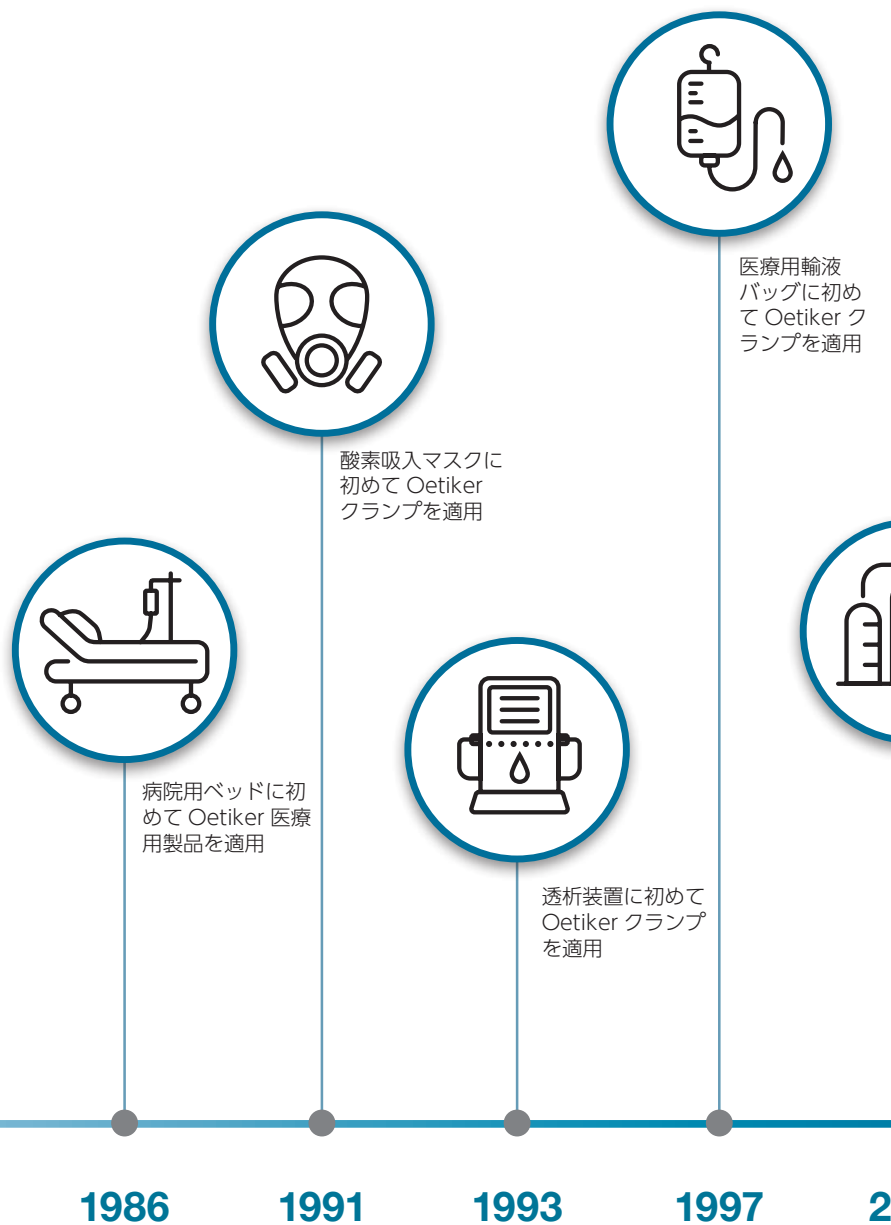 医療用輸液
バッグに初め
て Oetiker ク
ランプを適用
酸素吸入マスクに
初めて Oetiker
クランプを適用
病院用ベッドに初
めて Oetiker 医療
用製品を適用
透析装置に初めて
Oetiker クランプ
を適用
1986
1991
1993
1997
2